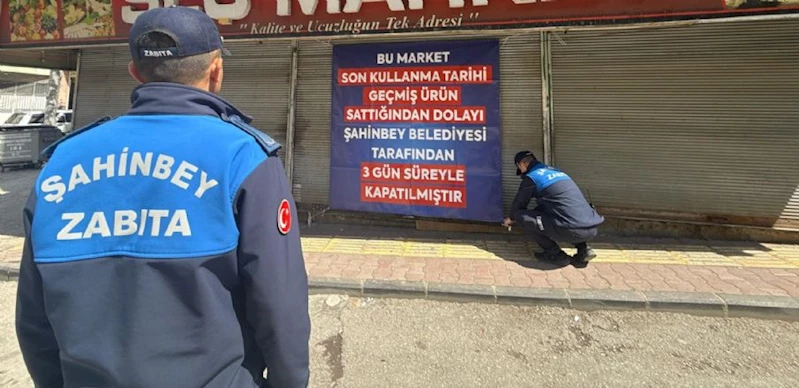 MARKET
Kalite ve Ucuzluğun Tek Adresi
ZABITA
BU MARKET
SON KULLANMA TARİHİ
GEÇMİŞ ÜRÜN
SATTIĞINDAN DOLAYI
ŞAHİNBEY BELEDİYESİ
TARAFINDAN
3 GÜN SÜREYLE
KAPATILMIŞTIR
ŞAHİNBEY
ZABITA